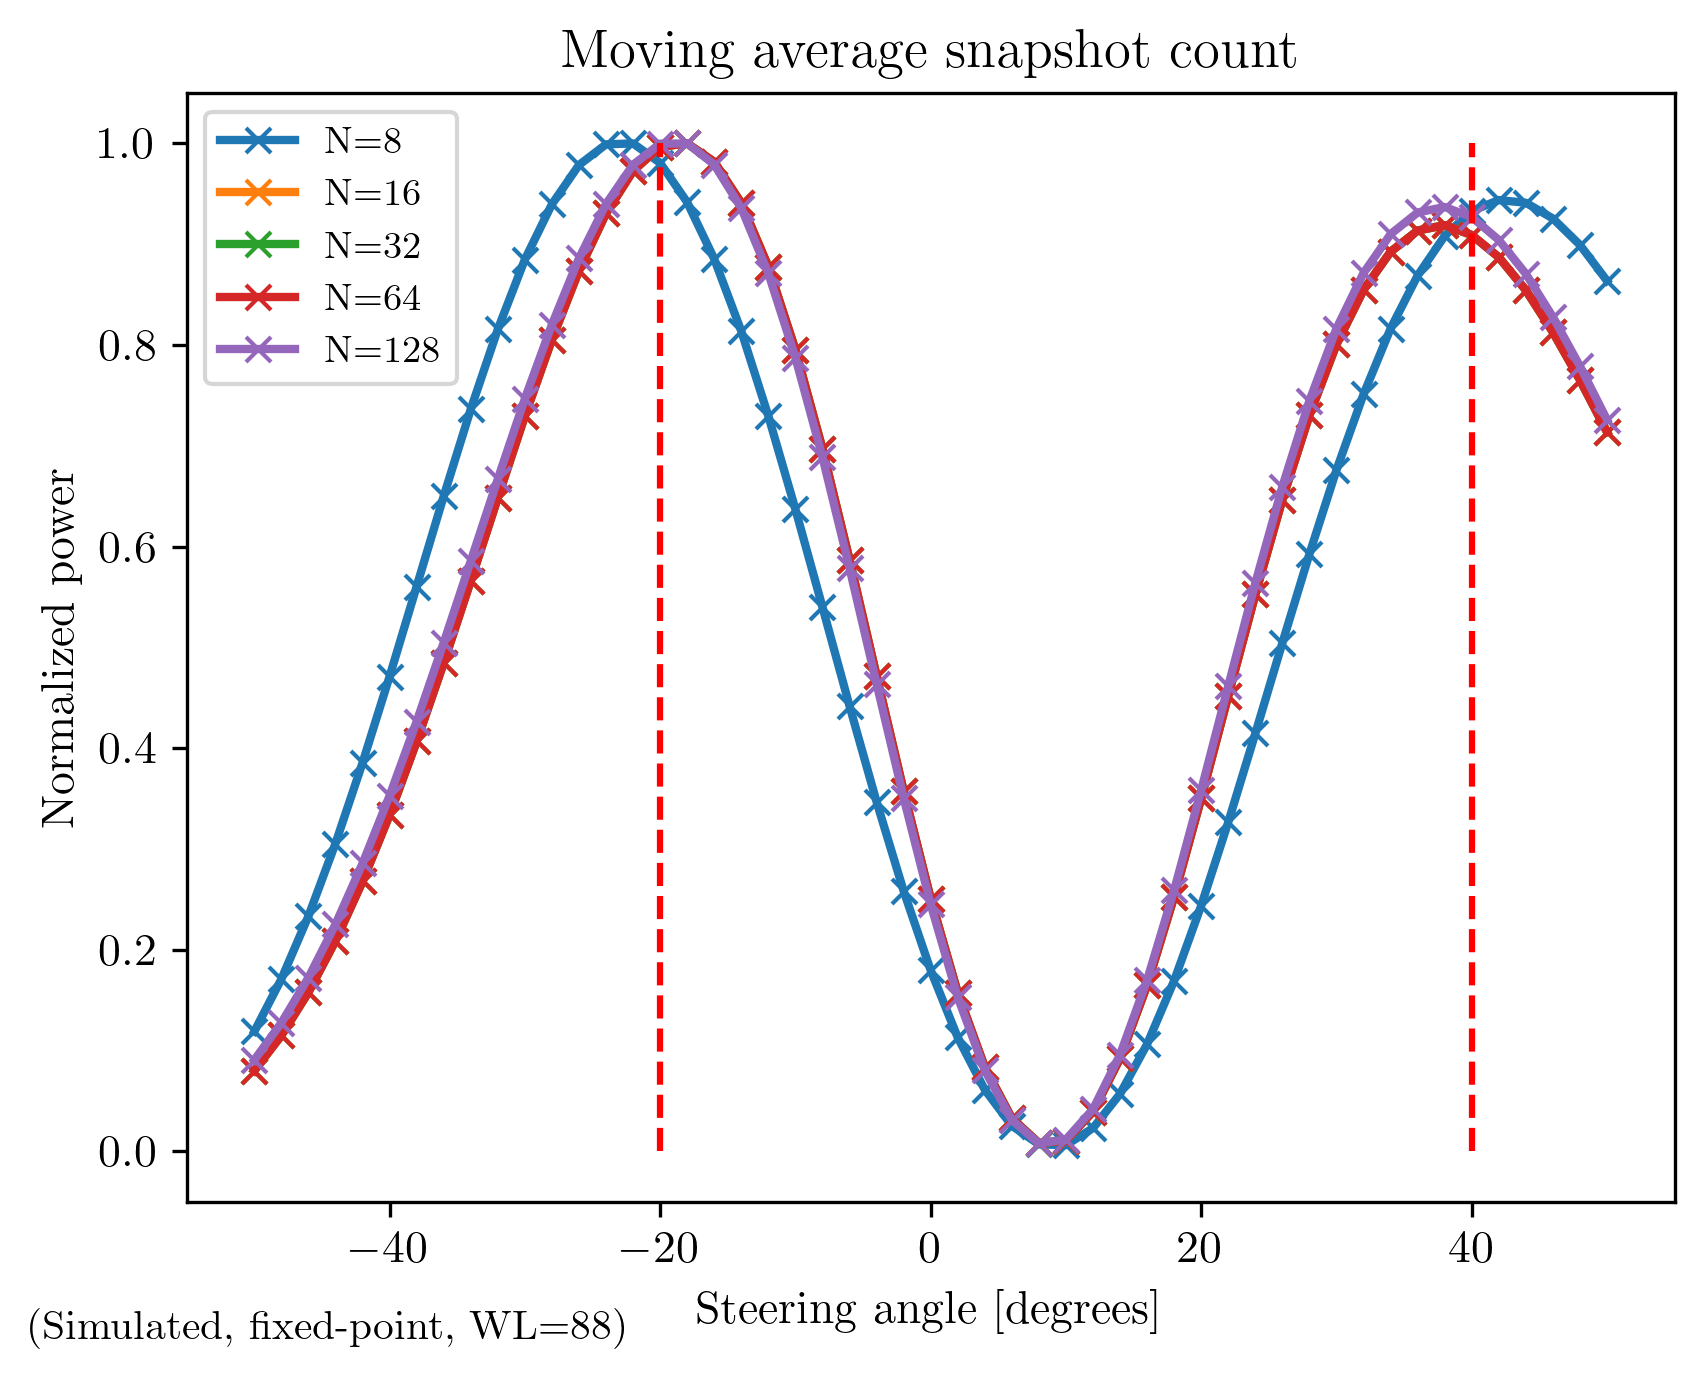 Moving average snapshot count
N=8
N=16
N=32
N=64
N=128
1.0
0.8
0.6
0.4
0.2
0.0
Normalized power
−40 −20 0 20 40
Steering angle [degrees]
(Simulated, fixed-point, WL=88)